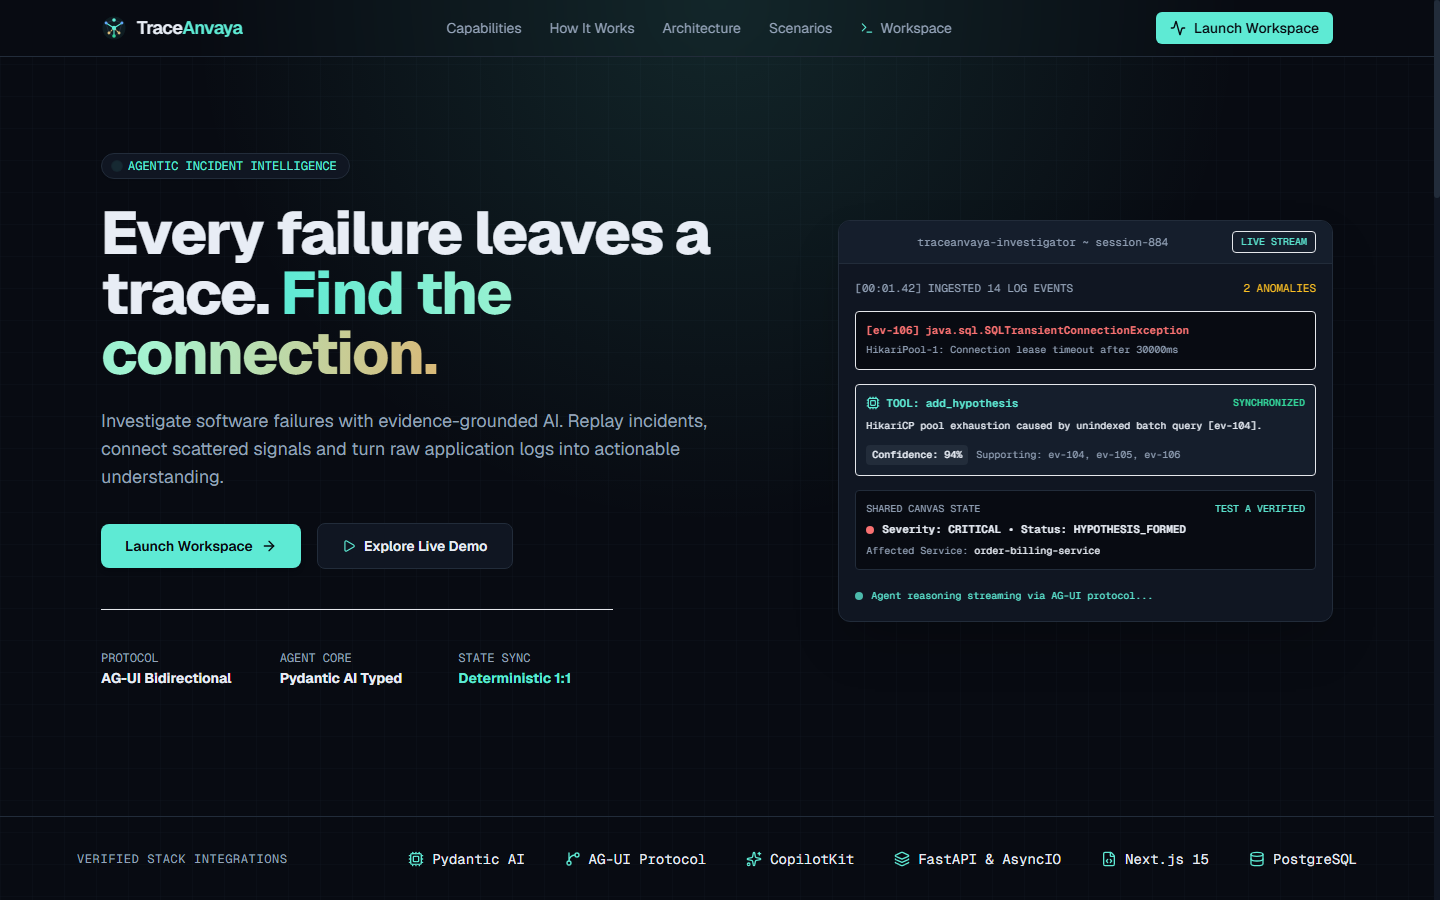 TraceAnvaya
Capabilities
How It Works
Architecture
Scenarios
Workspace
Launch Workspace
AGENTIC INCIDENT INTELLIGENCE
Every failure leaves a
trace. Find the
connection.
Investigate software failures with evidence-grounded AI. Replay incidents,
connect scattered signals and turn raw application logs into actionable
understanding.
Launch Workspace
Explore Live Demo
PROTOCOL
AG-UI Bidirectional
AGENT CORE
Pydantic AI Typed
STATE SYNC
Deterministic 1:1
traceanvaya-investigator ~ session-884
LIVE STREAM
[00:01.42] INGESTED 14 LOG EVENTS
2 ANOMALIES
[ev-106] java.sql.SQLTransientConnectionException
HikariPool-1: Connection lease timeout after 30000ms
TOOL: add_hypothesis
SYNCHRONIZED
HikariCP pool exhaustion caused by unindexed batch query [ev-104].
Confidence: 94%
Supporting: ev-104, ev-105, ev-106
SHARED CANVAS STATE
TEST A VERIFIED
Severity: CRITICAL • Status: HYPOTHESIS_FORMED
Affected Service: order-billing-service
Agent reasoning streaming via AG-UI protocol...
VERIFIED STACK INTEGRATIONS
Pydantic AI
AG-UI Protocol
CopilotKit
FastAPI & AsyncIO
Next.js 15
PostgreSQL